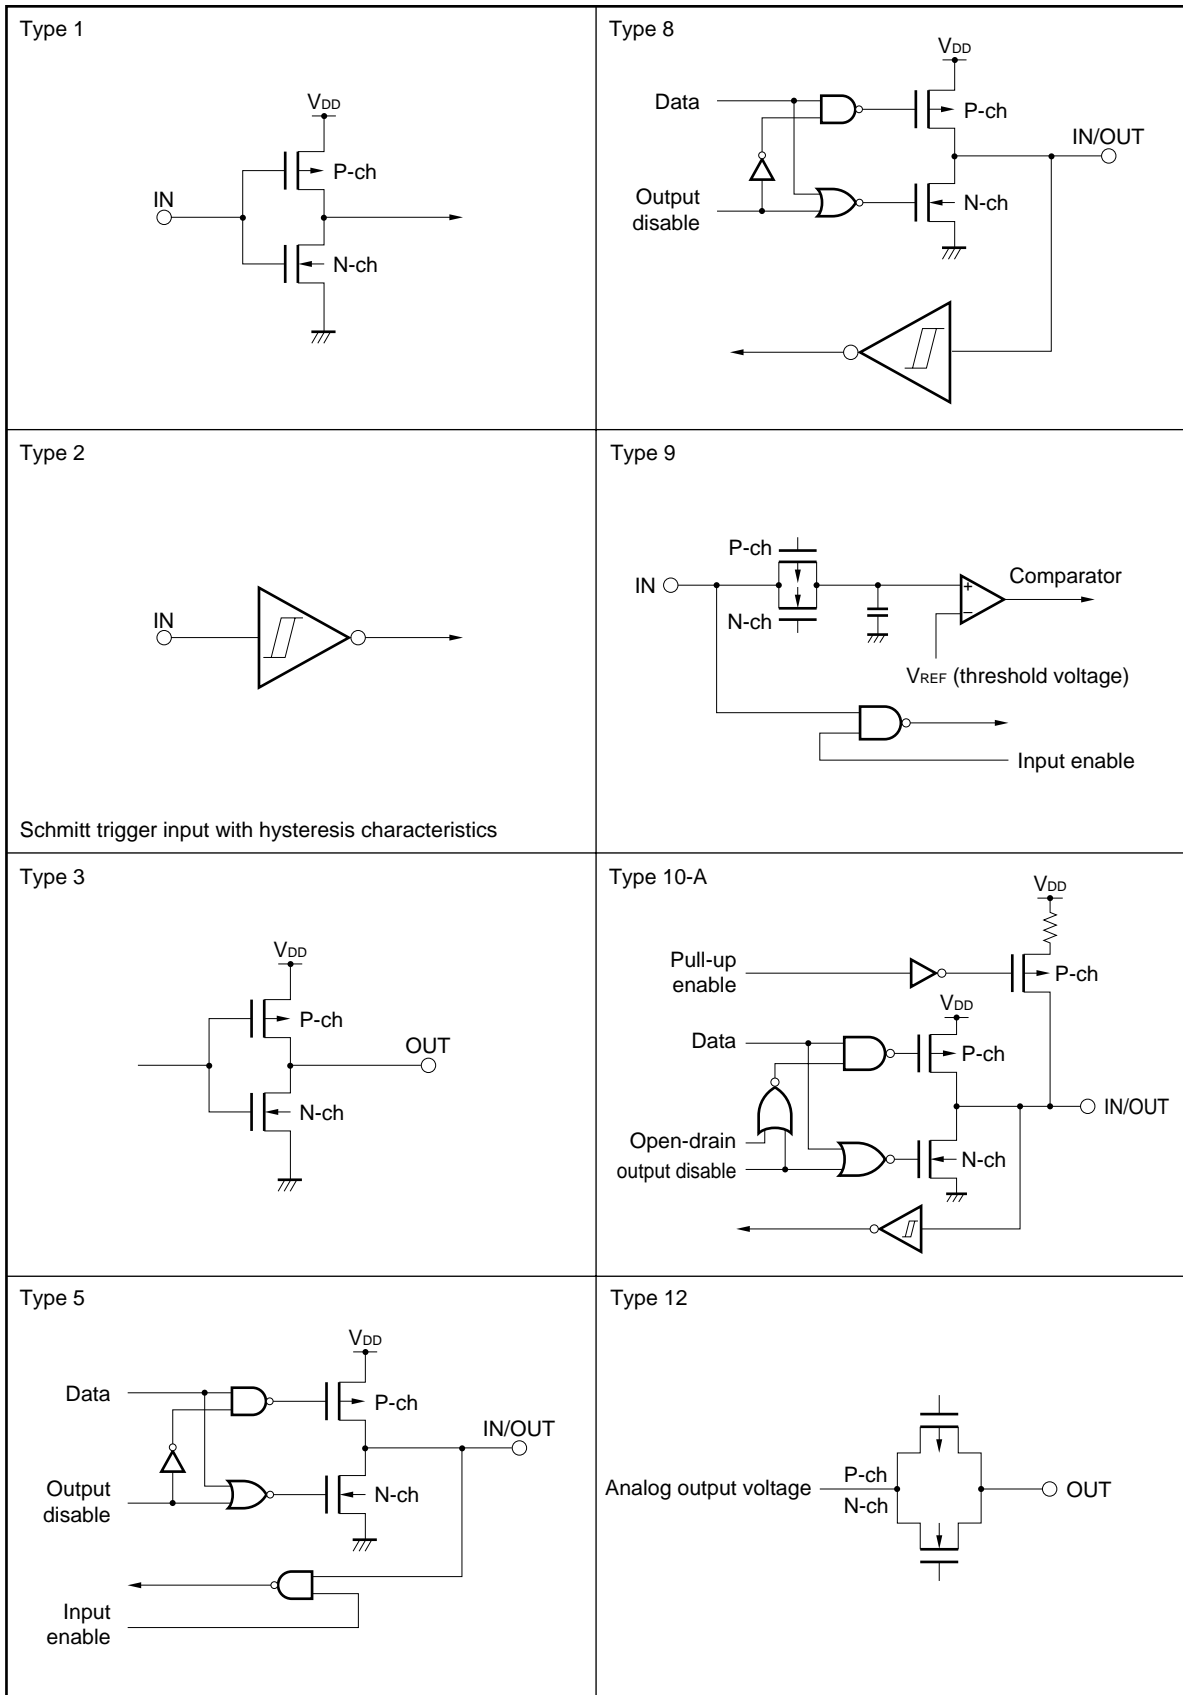 Type 1
VDD
P-ch
IN
N-ch
Type 8
VDD
Data
P-ch
IN/OUT
Output
disable
N-ch
Type 2
IN
Schmitt trigger input with hysteresis characteristics
Type 9
P-ch
IN
Comparator
+
−
N-ch
VREF (threshold voltage)
Input enable
Type 3
VDD
P-ch
OUT
N-ch
Type 10-A
VDD
Pull-up
enable
P-ch
VDD
Data
P-ch
IN/OUT
Open-drain
output disable
N-ch
Type 5
VDD
Data
P-ch
IN/OUT
Output
disable
N-ch
Input
enable
Type 12
P-ch
Analog output voltage
N-ch
OUT